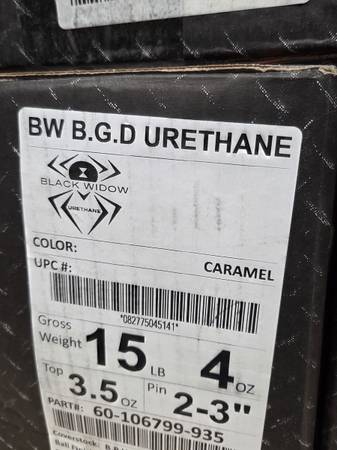 BW B.G.D URETHANE
BLACK WIDOW
URETHANE
COLOR: CARAMEL
UPC #:
*082775045141*
Gross Weight 15 LB 4 OZ
Top 3.5 OZ Pin 2-3"
PART#: 60-106799-935
Coverstock: